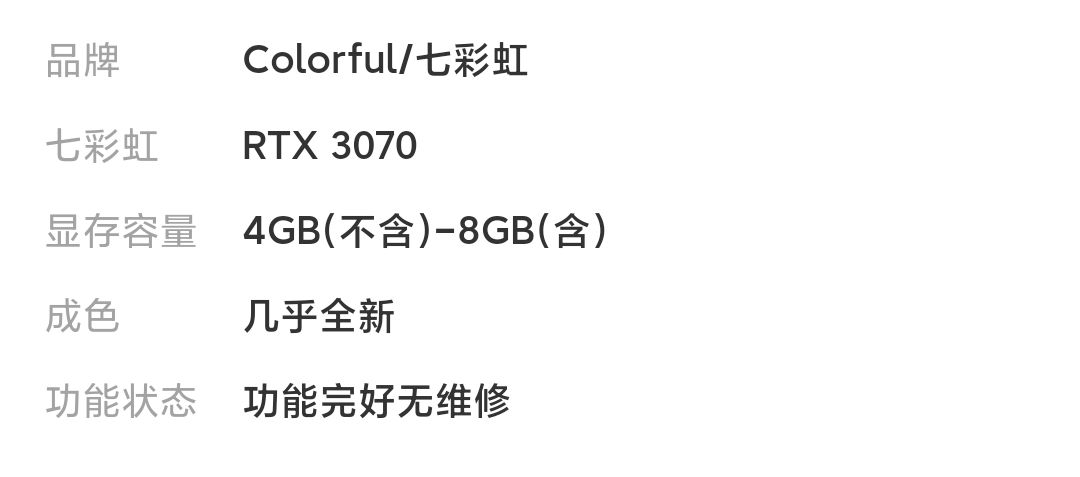 品牌 Colorful/七彩虹
七彩虹 RTX 3070
显存容量 4GB(不含)-8GB(含)
成色 几乎全新
功能状态 功能完好无维修